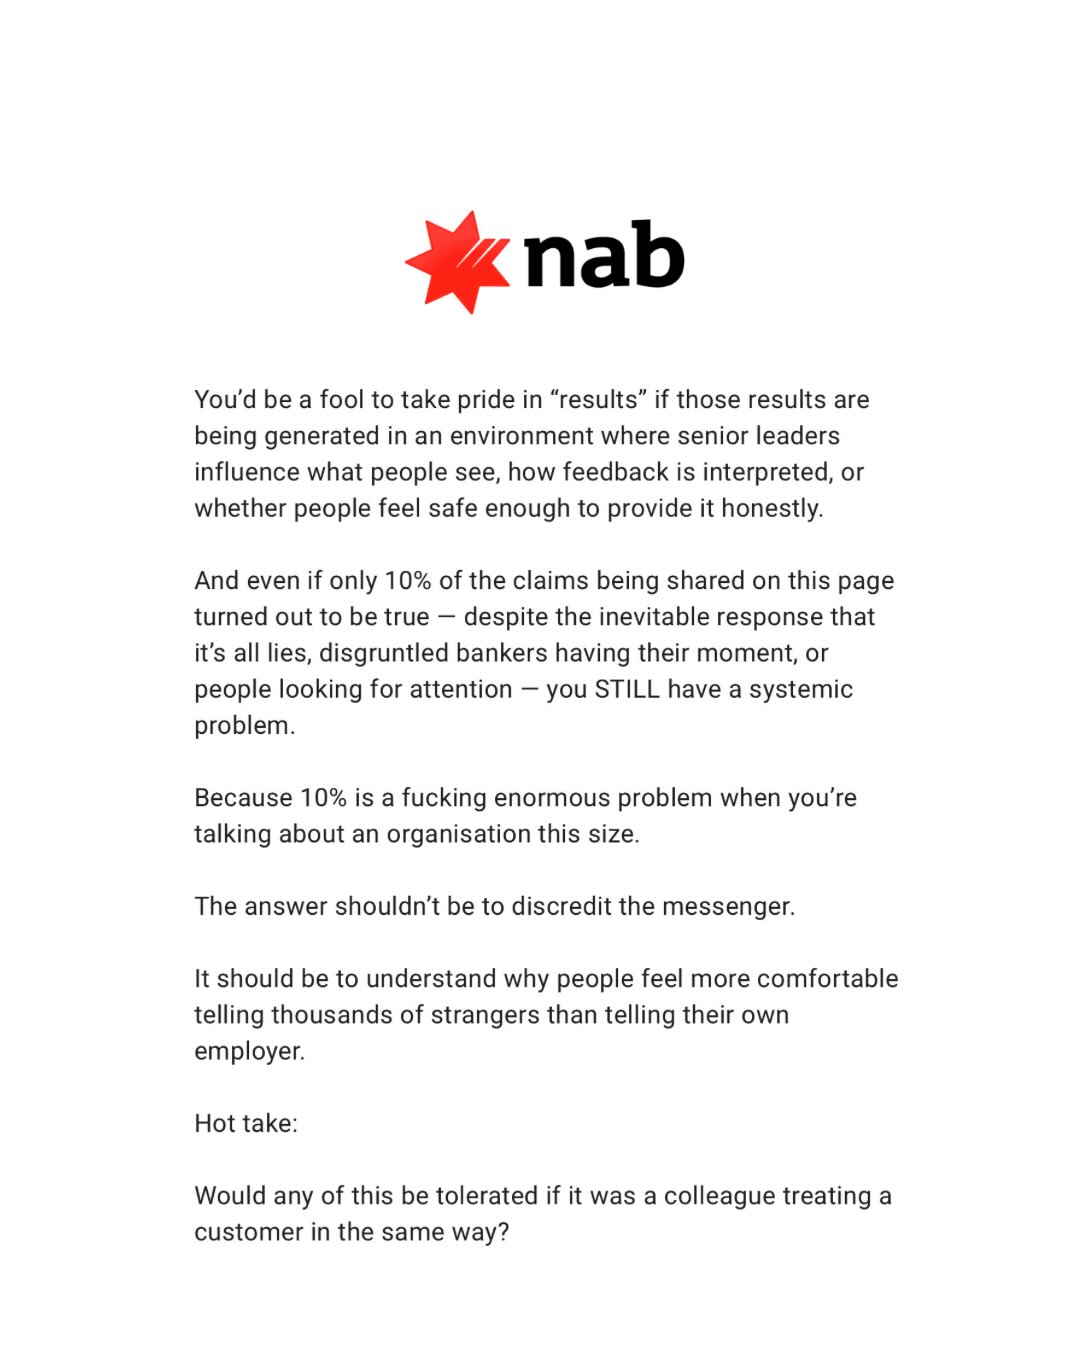 nab
You’d be a fool to take pride in “results” if those results are
being generated in an environment where senior leaders
influence what people see, how feedback is interpreted, or
whether people feel safe enough to provide it honestly.
And even if only 10% of the claims being shared on this page
turned out to be true — despite the inevitable response that
it’s all lies, disgruntled bankers having their moment, or
people looking for attention — you STILL have a systemic
problem.
Because 10% is a fucking enormous problem when you’re
talking about an organisation this size.
The answer shouldn’t be to discredit the messenger.
It should be to understand why people feel more comfortable
telling thousands of strangers than telling their own
employer.
Hot take:
Would any of this be tolerated if it was a colleague treating a
customer in the same way?